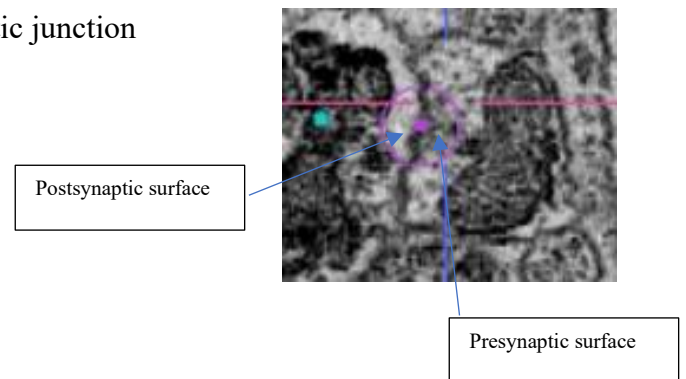 ic junction
Postsynaptic surface
Presynaptic surface